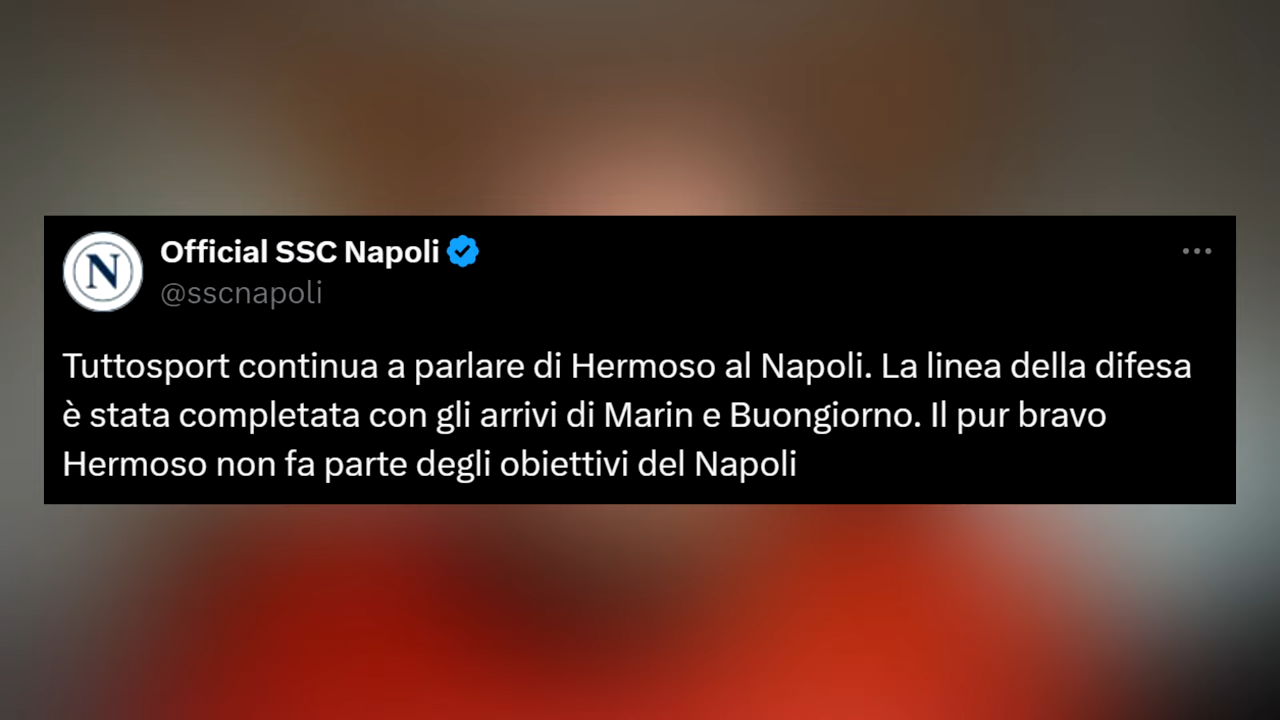 N
Official SSC Napoli
@sscnapoli
Tuttosport continua a parlare di Hermoso al Napoli. La linea della difesa
è stata completata con gli arrivi di Marin e Buongiorno. Il pur bravo
Hermoso non fa parte degli obiettivi del Napoli